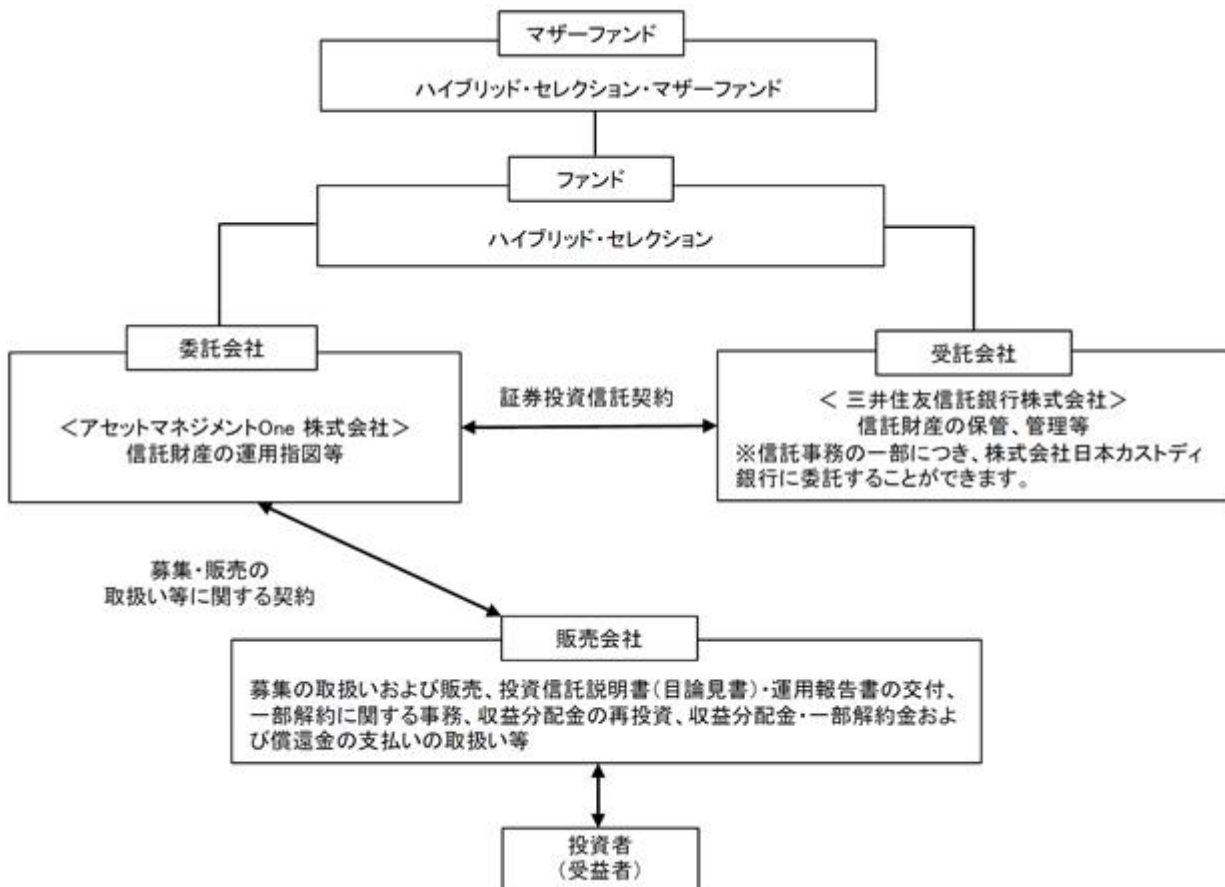 マザーファンド
ハイブリッド・セレクション・マザーファンド
ファンド
ハイブリッド・セレクション
委託会社
＜アセットマネジメントOne 株式会社＞
信託財産の運用指図等
証券投資信託契約
受託会社
＜ 三井住友信託銀行株式会社＞
信託財産の保管、管理等
※信託事務の一部につき、株式会社日本カストディ
銀行に委託することができます。
募集・販売の
取扱い等に関する契約
販売会社
募集の取扱いおよび販売、投資信託説明書(目論見書)・運用報告書の交付、
一部解約に関する事務、収益分配金の再投資、収益分配金・一部解約金およ
び償還金の支払いの取扱い等
投資者
(受益者)